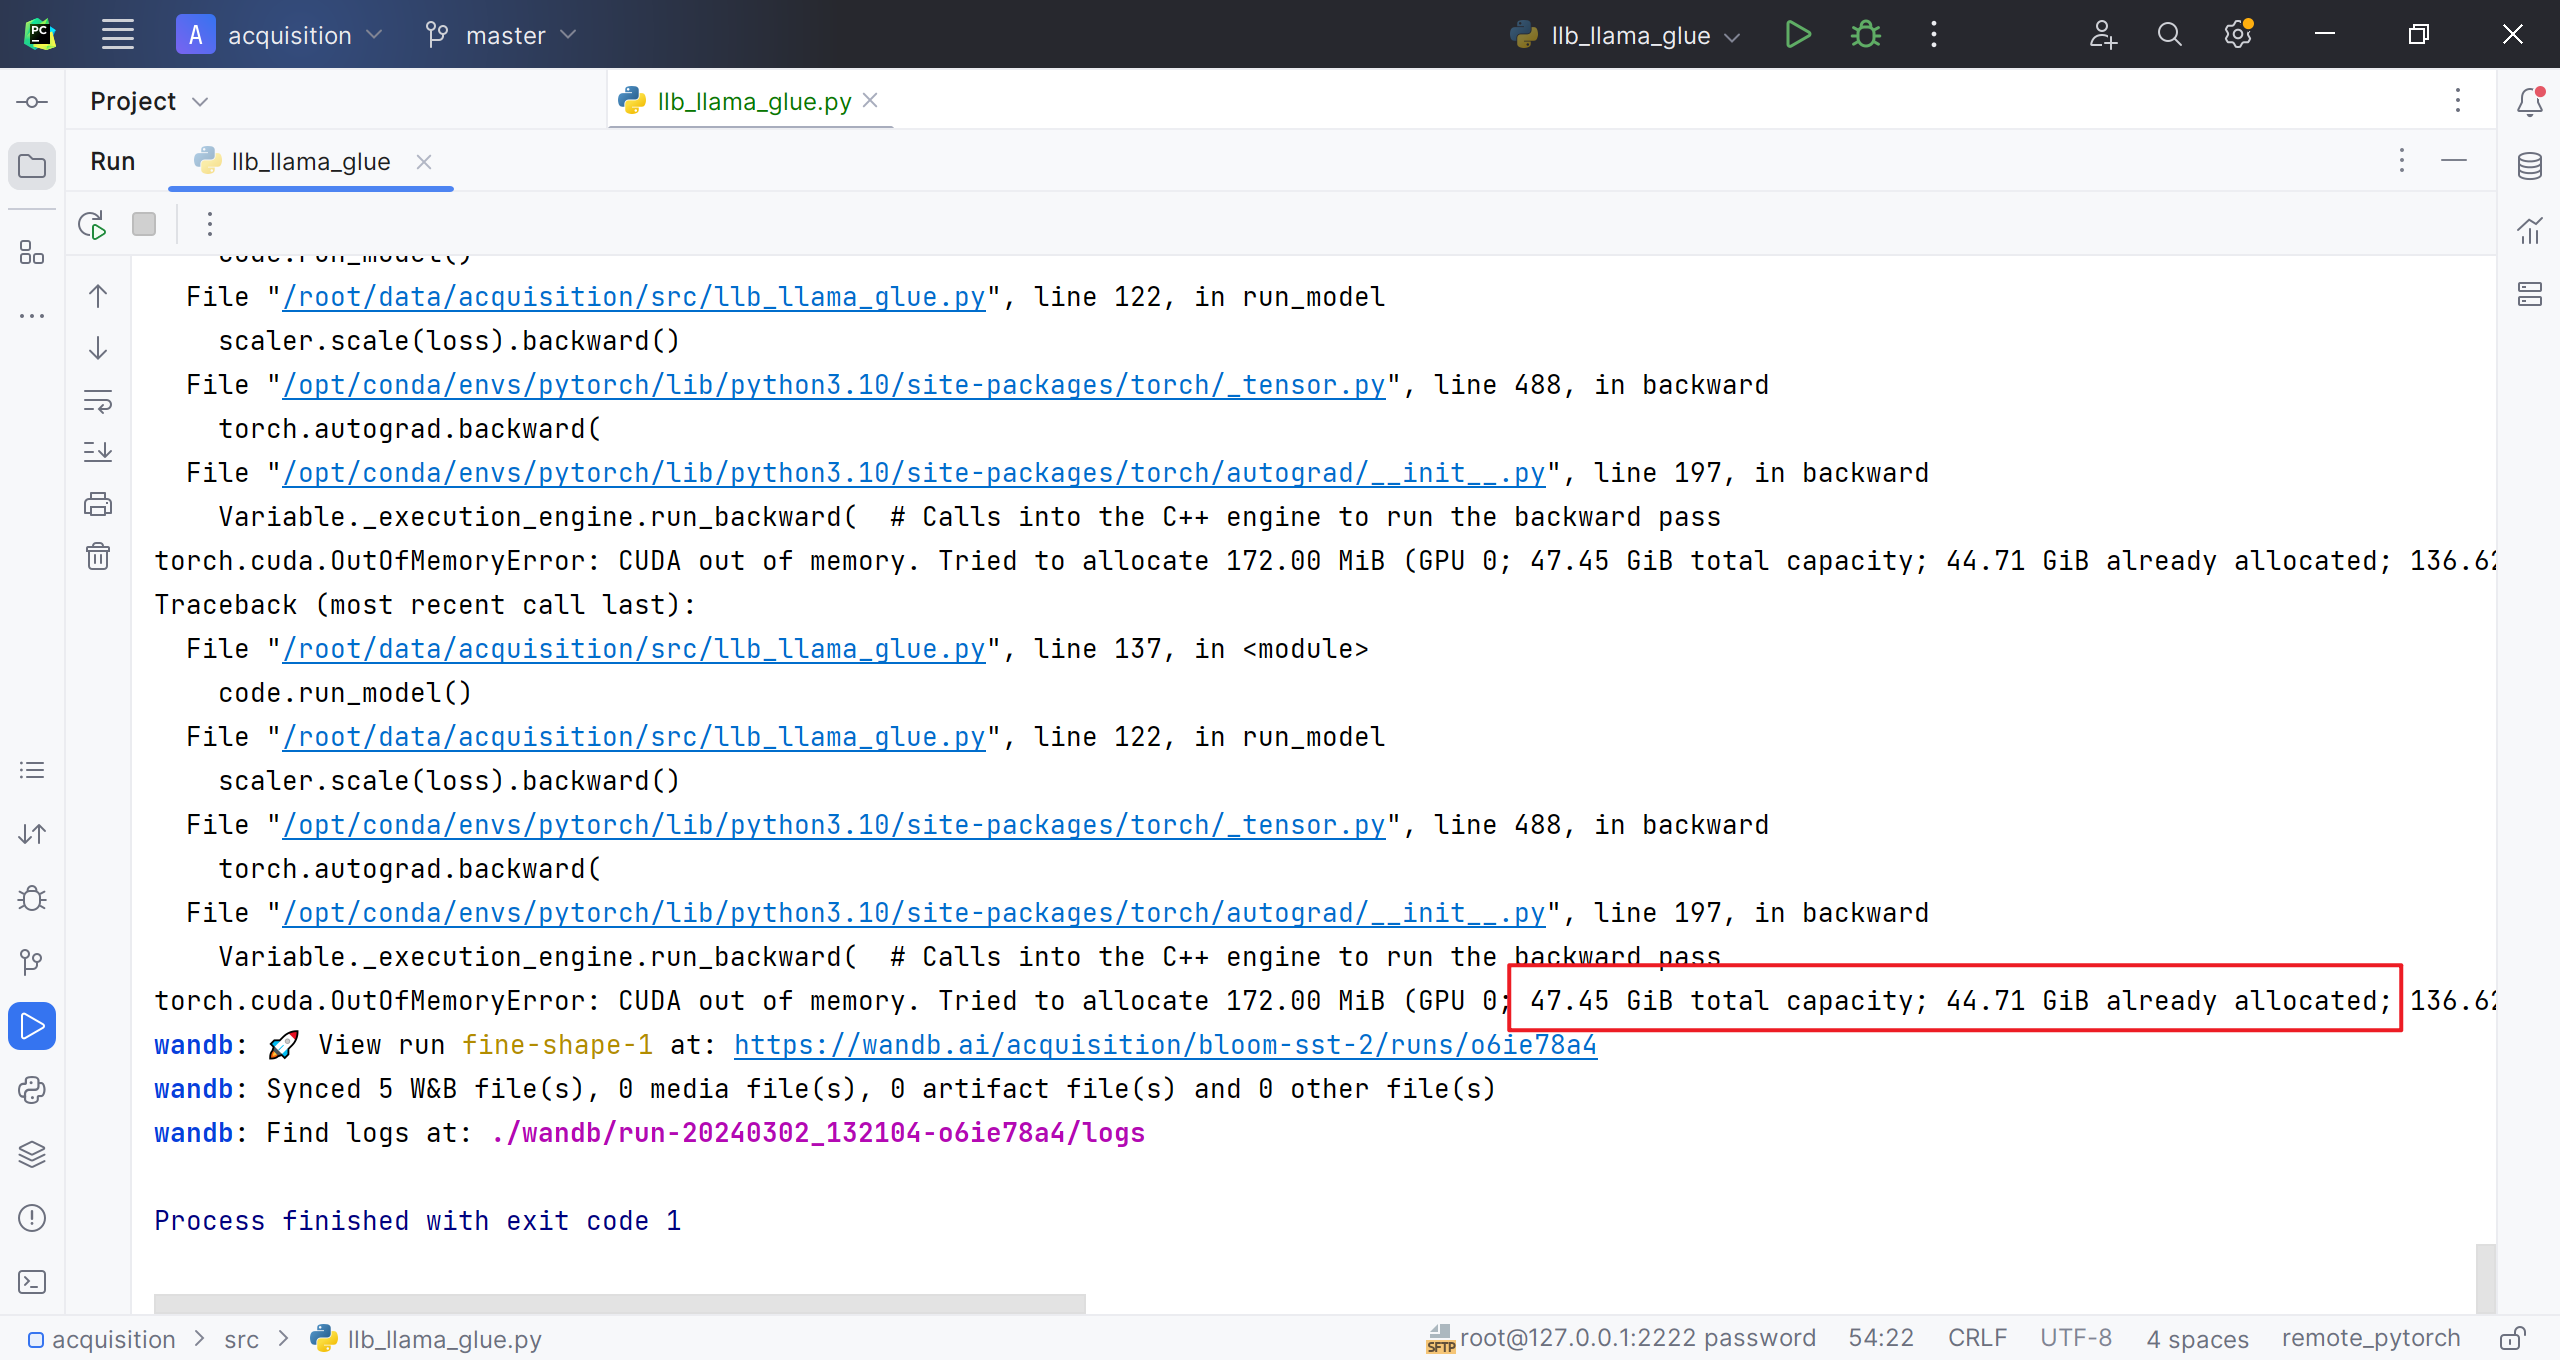 A acquisition master llb_llama_glue
Project llb_llama_glue.py
Run llb_llama_glue
code.run_model()
File "/root/data/acquisition/src/llb_llama_glue.py", line 122, in run_model
scaler.scale(loss).backward()
File "/opt/conda/envs/pytorch/lib/python3.10/site-packages/torch/_tensor.py", line 488, in backward
torch.autograd.backward(
File "/opt/conda/envs/pytorch/lib/python3.10/site-packages/torch/autograd/__init__.py", line 197, in backward
Variable._execution_engine.run_backward(  # Calls into the C++ engine to run the backward pass
torch.cuda.OutOfMemoryError: CUDA out of memory. Tried to allocate 172.00 MiB (GPU 0; 47.45 GiB total capacity; 44.71 GiB already allocated; 136.62
Traceback (most recent call last):
File "/root/data/acquisition/src/llb_llama_glue.py", line 137, in <module>
code.run_model()
File "/root/data/acquisition/src/llb_llama_glue.py", line 122, in run_model
scaler.scale(loss).backward()
File "/opt/conda/envs/pytorch/lib/python3.10/site-packages/torch/_tensor.py", line 488, in backward
torch.autograd.backward(
File "/opt/conda/envs/pytorch/lib/python3.10/site-packages/torch/autograd/__init__.py", line 197, in backward
Variable._execution_engine.run_backward(  # Calls into the C++ engine to run the backward pass
torch.cuda.OutOfMemoryError: CUDA out of memory. Tried to allocate 172.00 MiB (GPU 0; 47.45 GiB total capacity; 44.71 GiB already allocated; 136.62
wandb: 🚀 View run fine-shape-1 at: https://wandb.ai/acquisition/bloom-sst-2/runs/o6ie78a4
wandb: Synced 5 W&B file(s), 0 media file(s), 0 artifact file(s) and 0 other file(s)
wandb: Find logs at: ./wandb/run-20240302_132104-o6ie78a4/logs
Process finished with exit code 1
acquisition > src > llb_llama_glue.py SFTP root@127.0.0.1:2222 password 54:22 CRLF UTF-8 4 spaces remote_pytorch